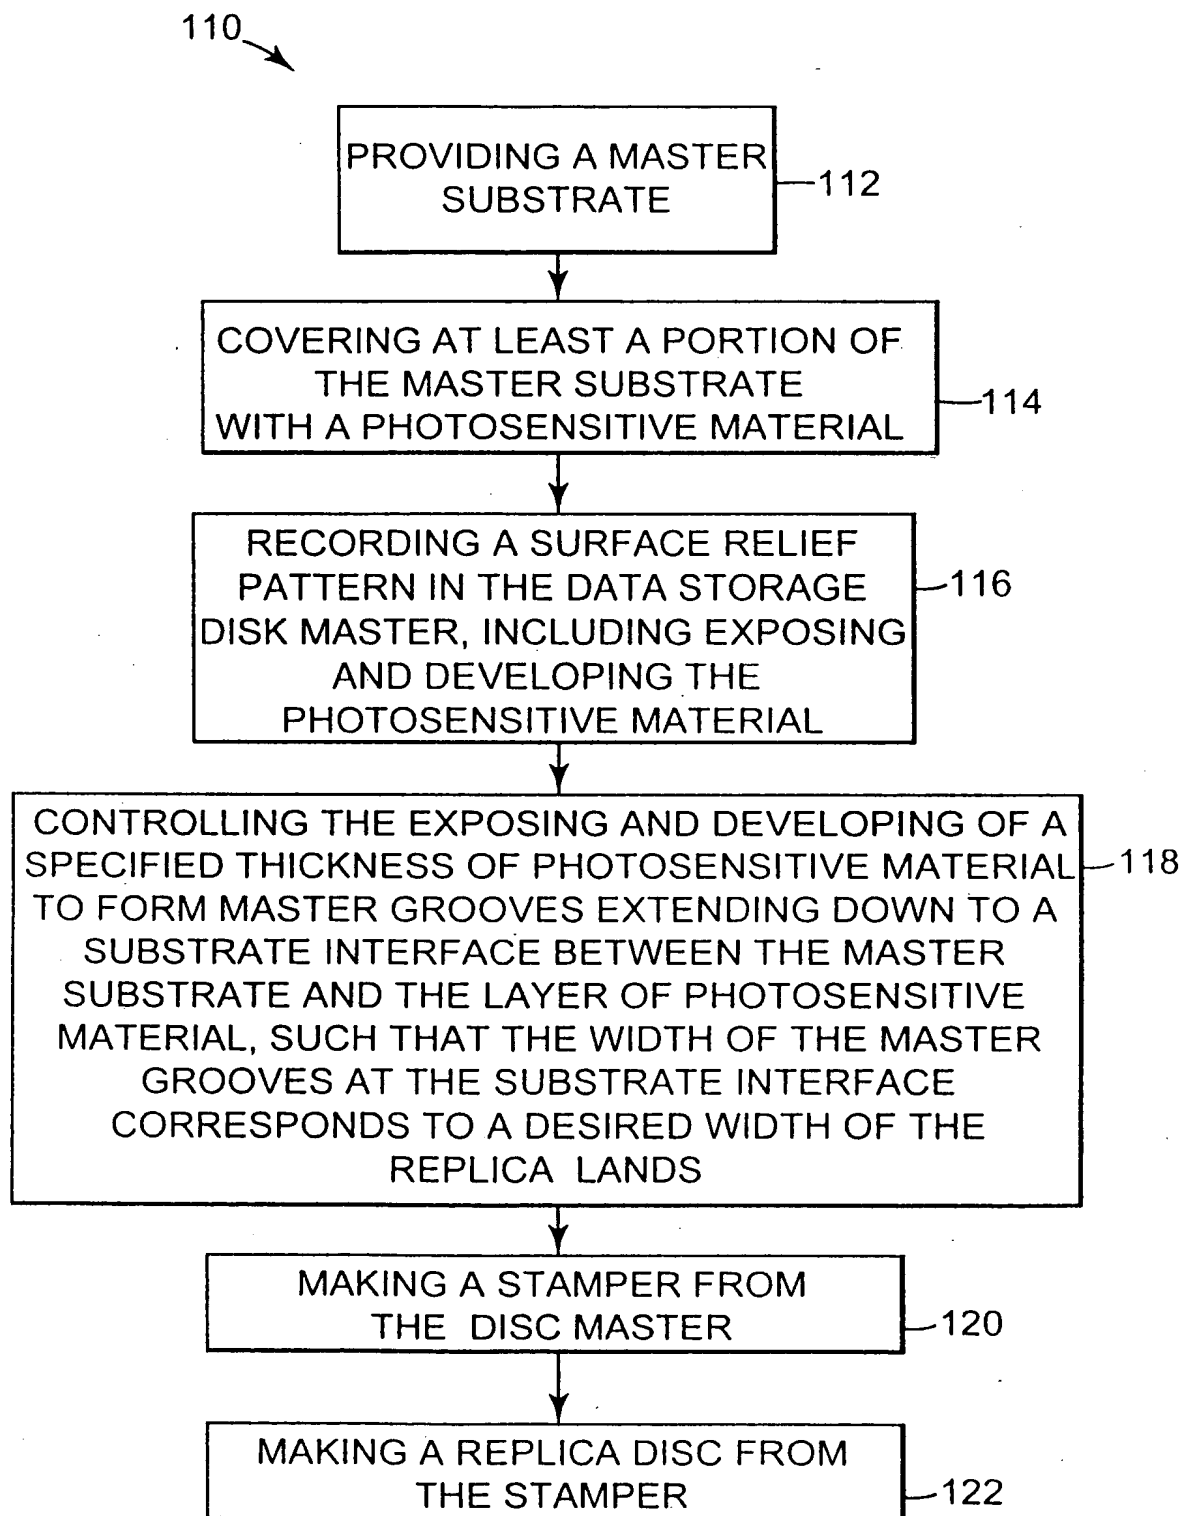 110
PROVIDING A MASTER
SUBSTRATE
112
COVERING AT LEAST A PORTION OF
THE MASTER SUBSTRATE
WITH A PHOTOSENSITIVE MATERIAL
114
RECORDING A SURFACE RELIEF
PATTERN IN THE DATA STORAGE
DISK MASTER, INCLUDING EXPOSING
AND DEVELOPING THE
PHOTOSENSITIVE MATERIAL
116
CONTROLLING THE EXPOSING AND DEVELOPING OF A
SPECIFIED THICKNESS OF PHOTOSENSITIVE MATERIAL
TO FORM MASTER GROOVES EXTENDING DOWN TO A
SUBSTRATE INTERFACE BETWEEN THE MASTER
SUBSTRATE AND THE LAYER OF PHOTOSENSITIVE
MATERIAL, SUCH THAT THE WIDTH OF THE MASTER
GROOVES AT THE SUBSTRATE INTERFACE
CORRESPONDS TO A DESIRED WIDTH OF THE
REPLICA LANDS
118
MAKING A STAMPER FROM
THE DISC MASTER
120
MAKING A REPLICA DISC FROM
THE STAMPER
122